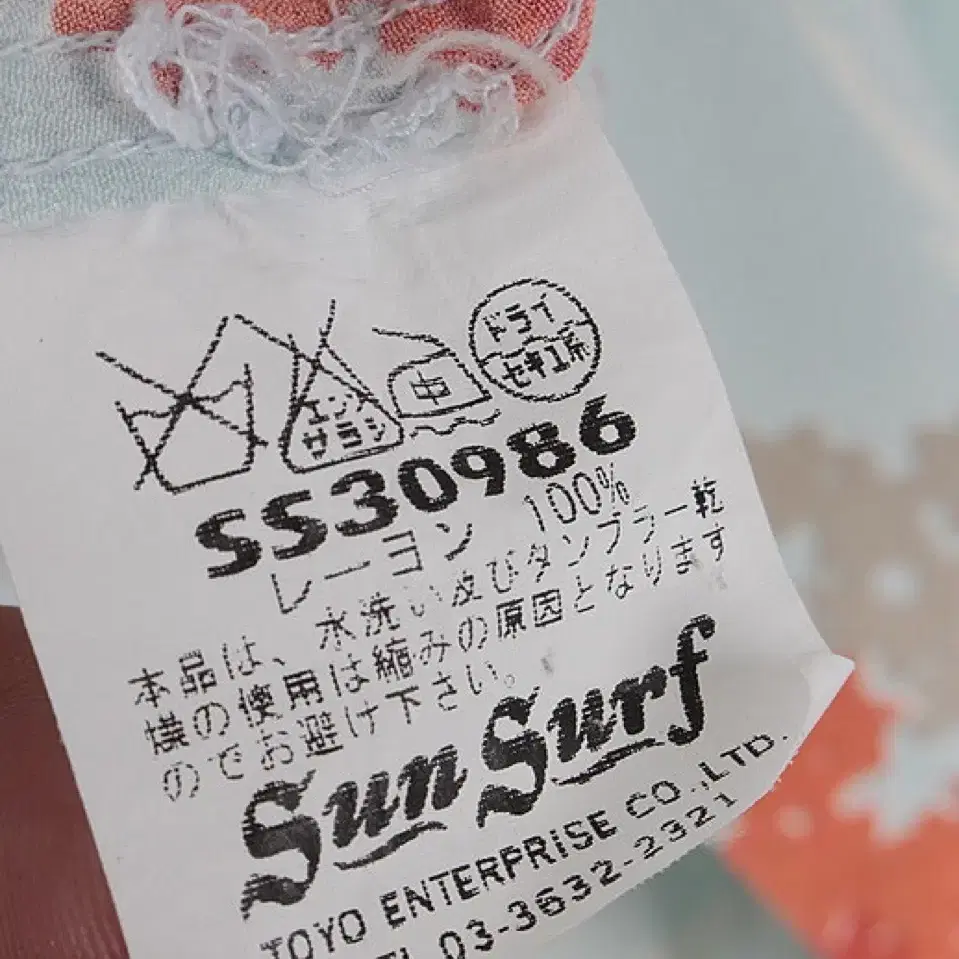 エンソ
サラシ
中
ドライ
セキユ系
SS30986
レーヨン 100%
本品は、水洗い及びタンブラー乾
燥の使用は縮みの原因となります
のでお避け下さい。
Sun Surf
TOYO ENTERPRISE CO.,LTD.
TEL 03-3632-2321